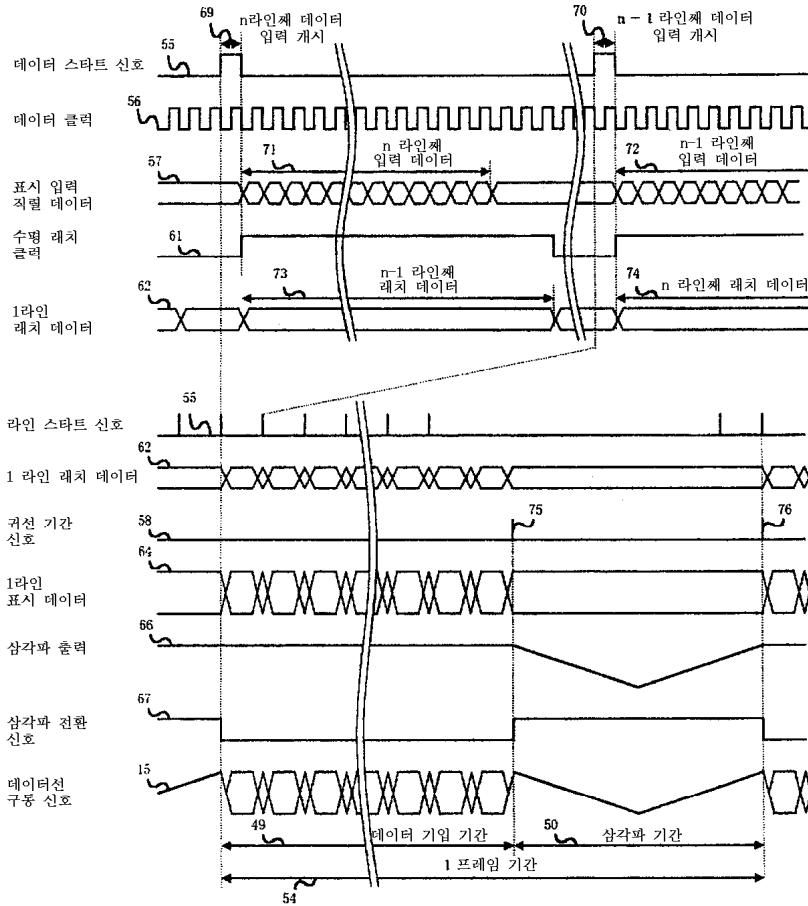 69
n라인째 데이터
입력 개시
70
n-1 라인째 데이터
입력 개시
데이터 스타트 신호
55
데이터 클럭
56
표시 입력
직렬 데이터
57
71
n 라인째
입력 데이터
72
n-1 라인째
입력 데이터
수평 래치
클럭
61
1라인
래치 데이터
62
73
n-1 라인째
래치 데이터
74
n 라인째 래치 데이터
라인 스타트 신호
55
1 라인 래치 데이터
62
귀선 기간
신호
58
75
76
1라인
표시 데이터
64
삼각파 출력
66
삼각파 전환
신호
67
데이터선
구동 신호
15
49
데이터 기입 기간
50
삼각파 기간
1 프레임 기간
54